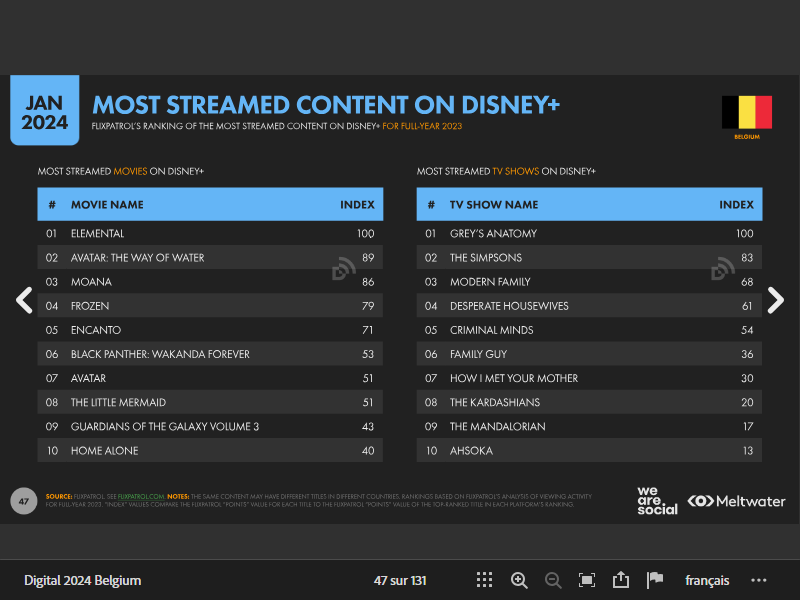 JAN
2024
MOST STREAMED CONTENT ON DISNEY+
FLIXPATROL'S RANKING OF THE MOST STREAMED CONTENT ON DISNEY+ FOR FULL-YEAR 2023
BELGIUM
MOST STREAMED MOVIES ON DISNEY+
# MOVIE NAME INDEX
01 ELEMENTAL 100
02 AVATAR: THE WAY OF WATER 89
03 MOANA 86
04 FROZEN 79
05 ENCANTO 71
06 BLACK PANTHER: WAKANDA FOREVER 53
07 AVATAR 51
08 THE LITTLE MERMAID 51
09 GUARDIANS OF THE GALAXY VOLUME 3 43
10 HOME ALONE 40
MOST STREAMED TV SHOWS ON DISNEY+
# TV SHOW NAME INDEX
01 GREY'S ANATOMY 100
02 THE SIMPSONS 83
03 MODERN FAMILY 68
04 DESPERATE HOUSEWIVES 61
05 CRIMINAL MINDS 54
06 FAMILY GUY 36
07 HOW I MET YOUR MOTHER 30
08 THE KARDASHIANS 20
09 THE MANDALORIAN 17
10 AHSOKA 13
47
SOURCE: FLIXPATROL. SEE FLIXPATROL.COM. NOTES: THE SAME CONTENT MAY HAVE DIFFERENT TITLES IN DIFFERENT COUNTRIES. RANKINGS BASED ON FLIXPATROL'S ANALYSIS OF VIEWING ACTIVITY
FOR FULL-YEAR 2023. "INDEX" VALUES COMPARE THE FLIXPATROL "POINTS" VALUE FOR EACH TITLE TO THE FLIXPATROL "POINTS" VALUE OF THE TOP-RANKED TITLE IN EACH PLATFORM'S RANKING.
we
are.
social
Meltwater
Digital 2024 Belgium
47 sur 131
français